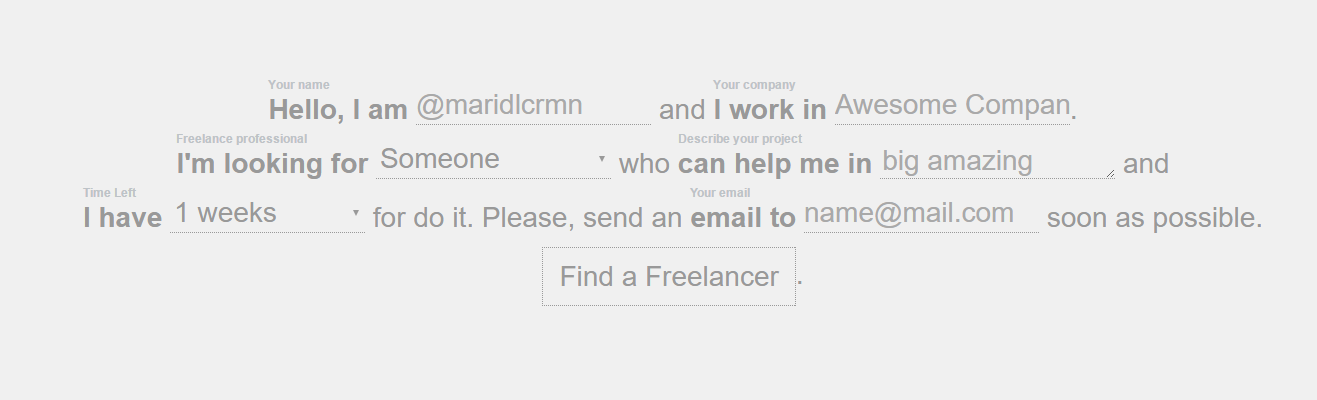 Your name Your company
Hello, I am @maridlcrmn and I work in Awesome Compan.
Freelance professional Describe your project
I'm looking for Someone who can help me in big amazing and
Time Left Your email
I have 1 weeks for do it. Please, send an email to name@mail.com soon as possible.
Find a Freelancer.